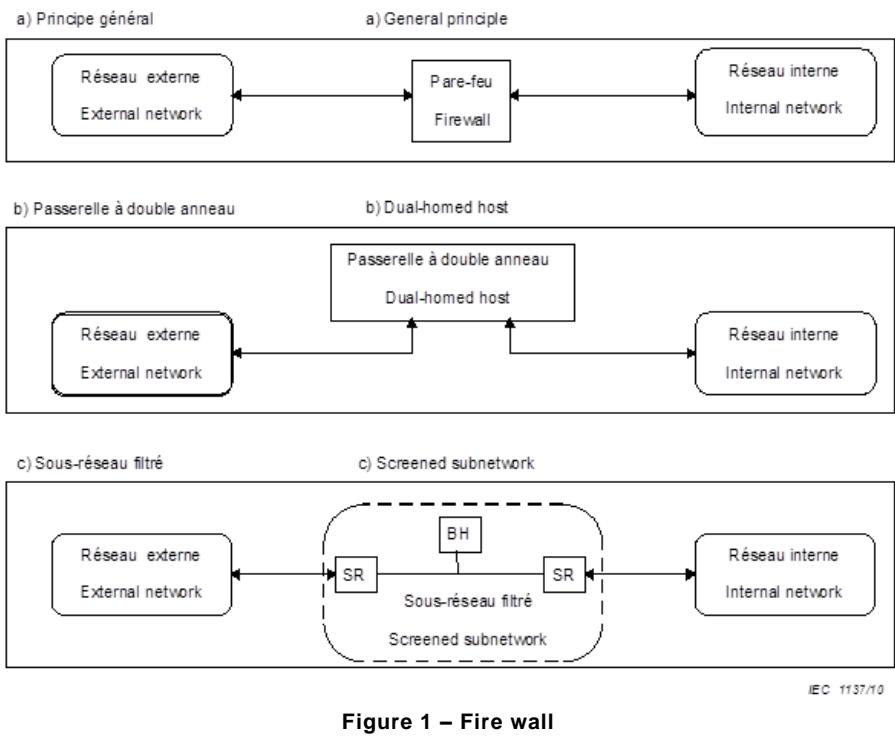 a) Principe général
a) General principle
Réseau externe
External network
Pare-feu
Firewall
Réseau interne
Internal network
b) Passerelle à double anneau
b) Dual-homed host
Passerelle à double anneau
Dual-homed host
Réseau externe
External network
Réseau interne
Internal network
c) Sous-réseau filtré
c) Screened subnetwork
Réseau externe
External network
BH
SR
SR
Sous-réseau filtré
Screened subnetwork
Réseau interne
Internal network
IEC 1137/10
Figure 1 – Fire wall